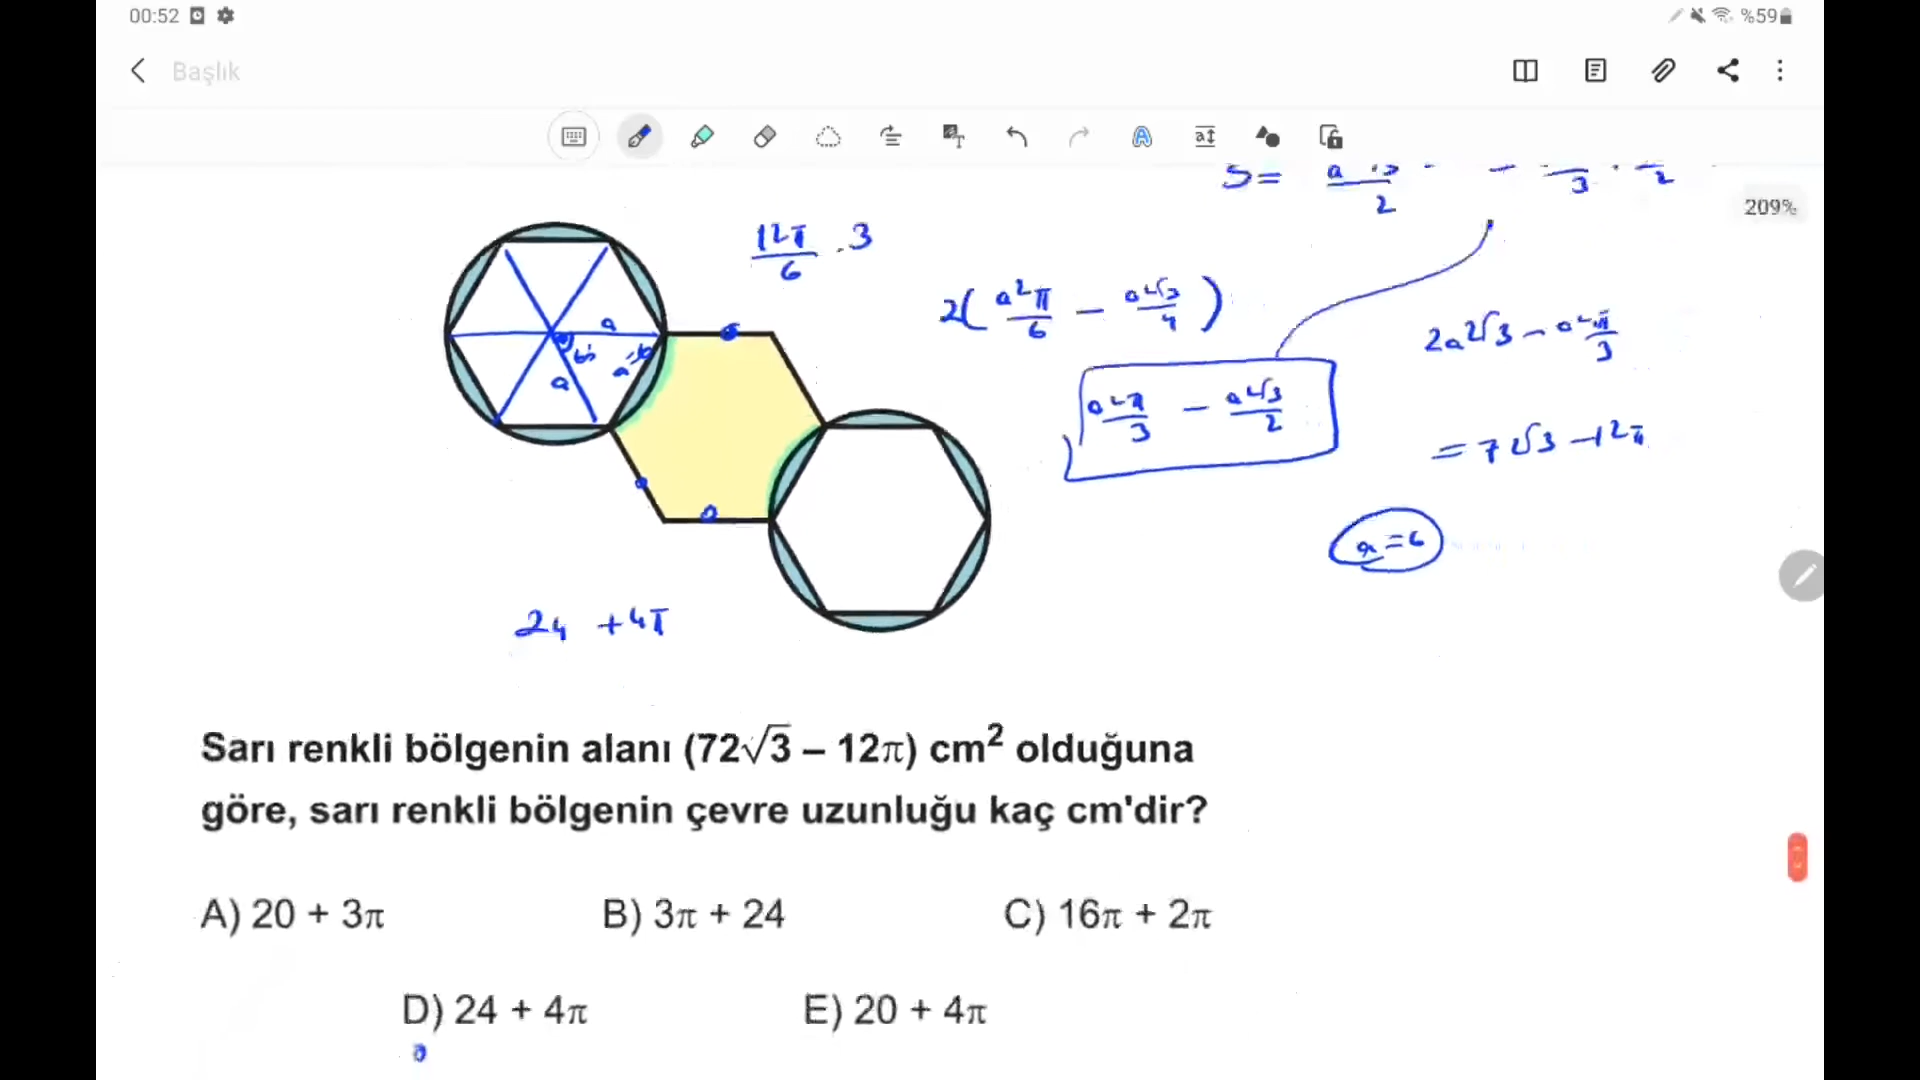 00:52 %59
Başlık
209%
12π/6 · 3
2(a²π/6 − a²√3/4)
a²π/3 − a²√3/2
2a²√3 − a²π/3
= 7 √3 − 12π
a
60°
a
a
a=6
24 + 4π
Sarı renkli bölgenin alanı (72√3 – 12π) cm² olduğuna
göre, sarı renkli bölgenin çevre uzunluğu kaç cm'dir?
A) 20 + 3π B) 3π + 24 C) 16π + 2π
D) 24 + 4π E) 20 + 4π